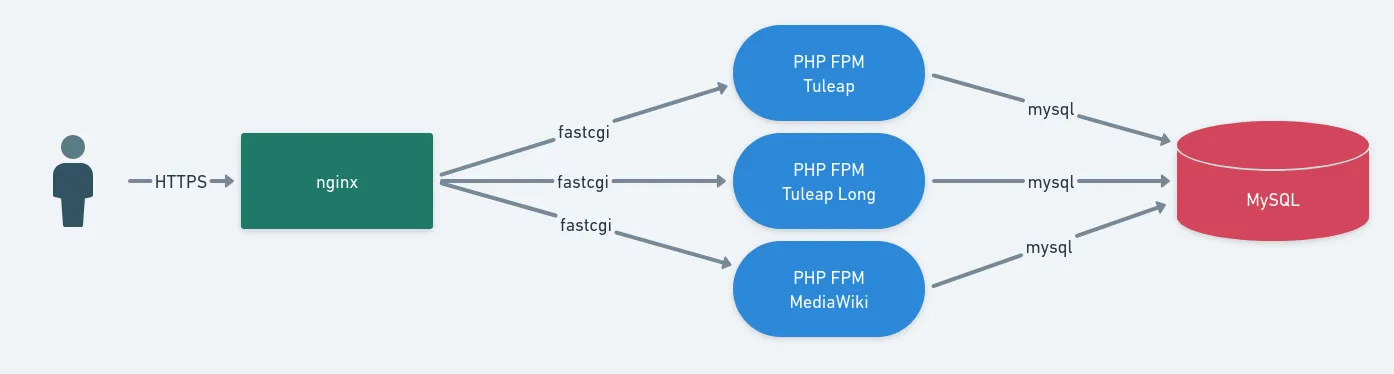 HTTPS
nginx
fastcgi
fastcgi
fastcgi
PHP FPM
Tuleap
PHP FPM
Tuleap Long
PHP FPM
MediaWiki
mysql
mysql
mysql
MySQL